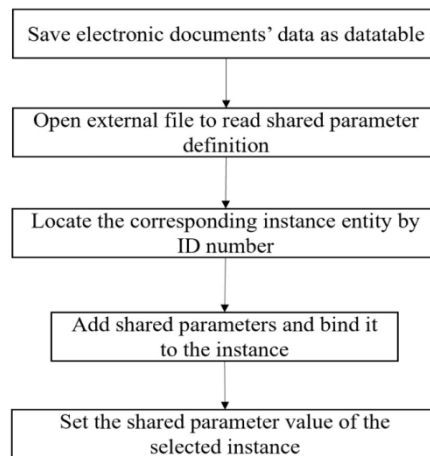 Save electronic documents’ data as datatable
Open external file to read shared parameter
definition
Locate the corresponding instance entity by
ID number
Add shared parameters and bind it
to the instance
Set the shared parameter value of the
selected instance